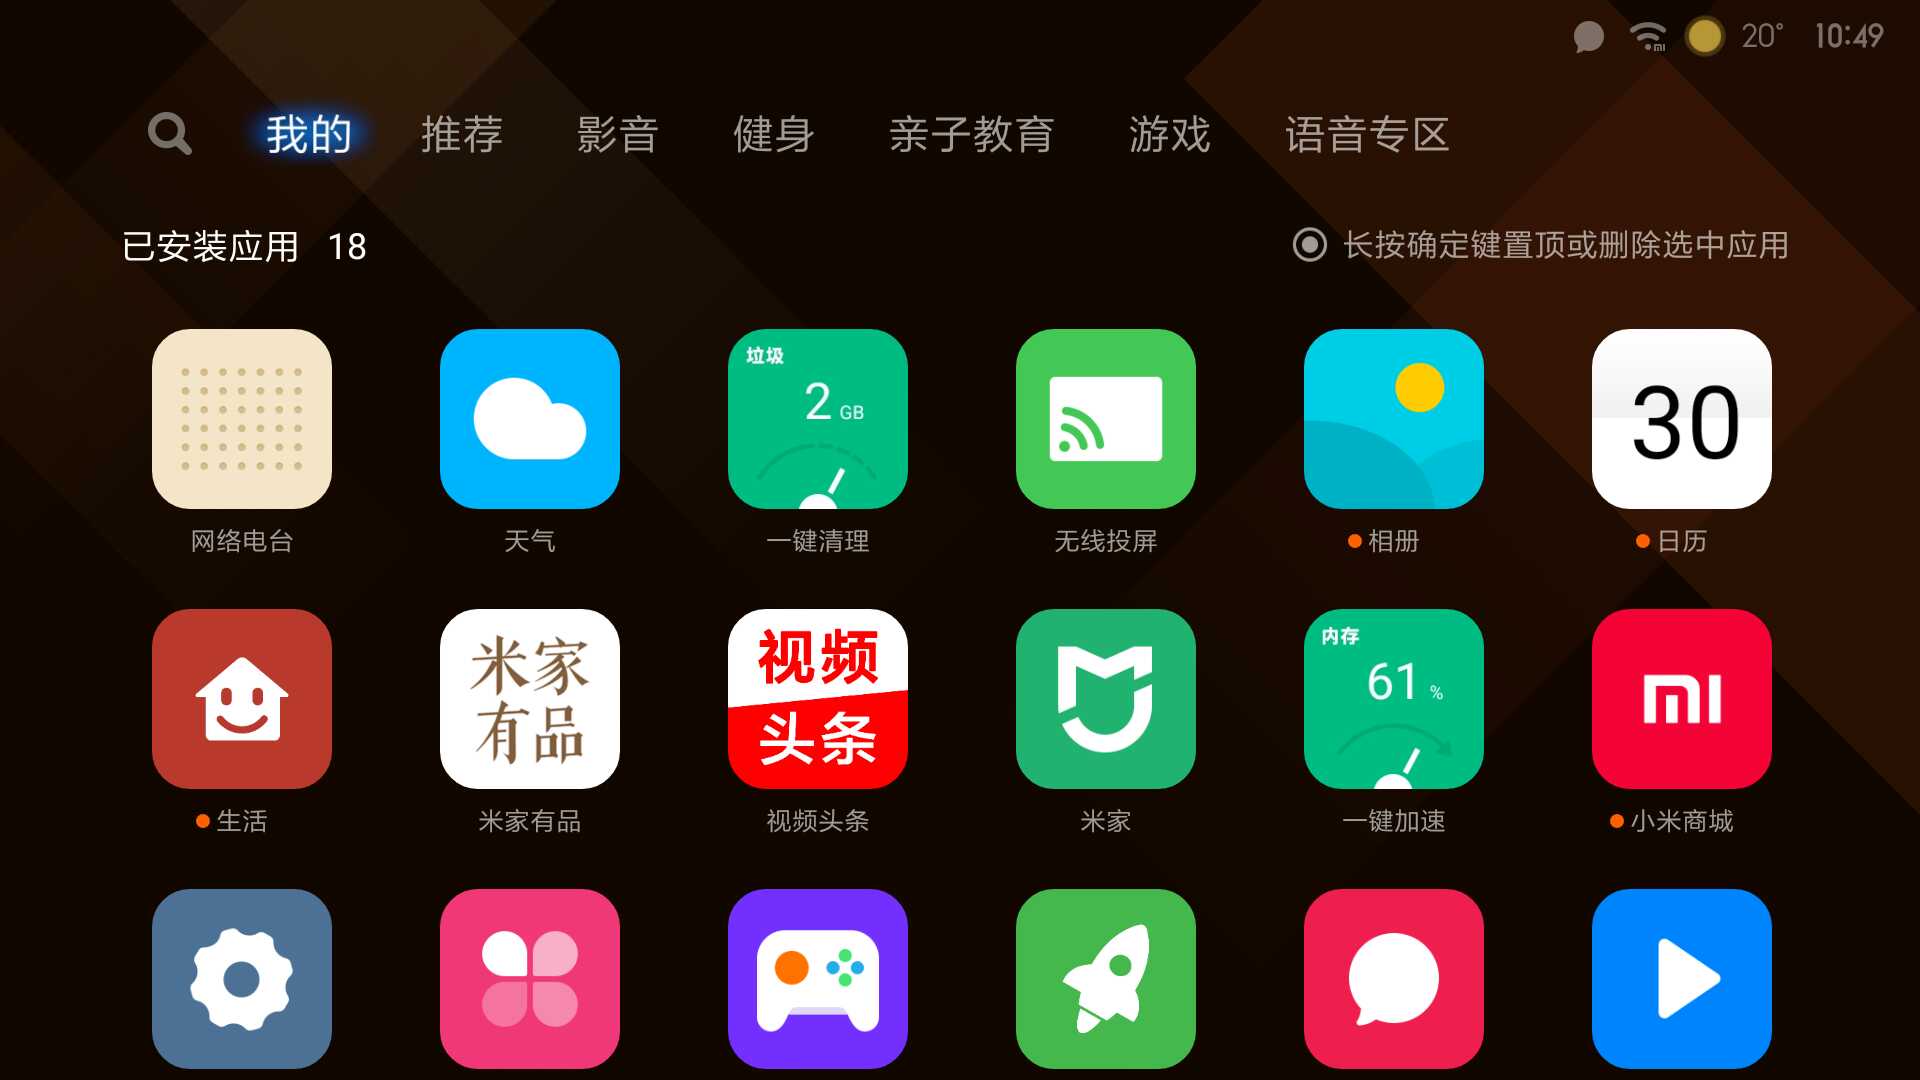 20° 10:49
我的 推荐 影音 健身 亲子教育 游戏 语音专区
已安装应用 18 长按确定键置顶或删除选中应用
垃圾
2 GB
30
网络电台 天气 一键清理 无线投屏 相册 日历
米家
有品
视频
头条
内存
61 %
mi
生活 米家有品 视频头条 米家 一键加速 小米商城